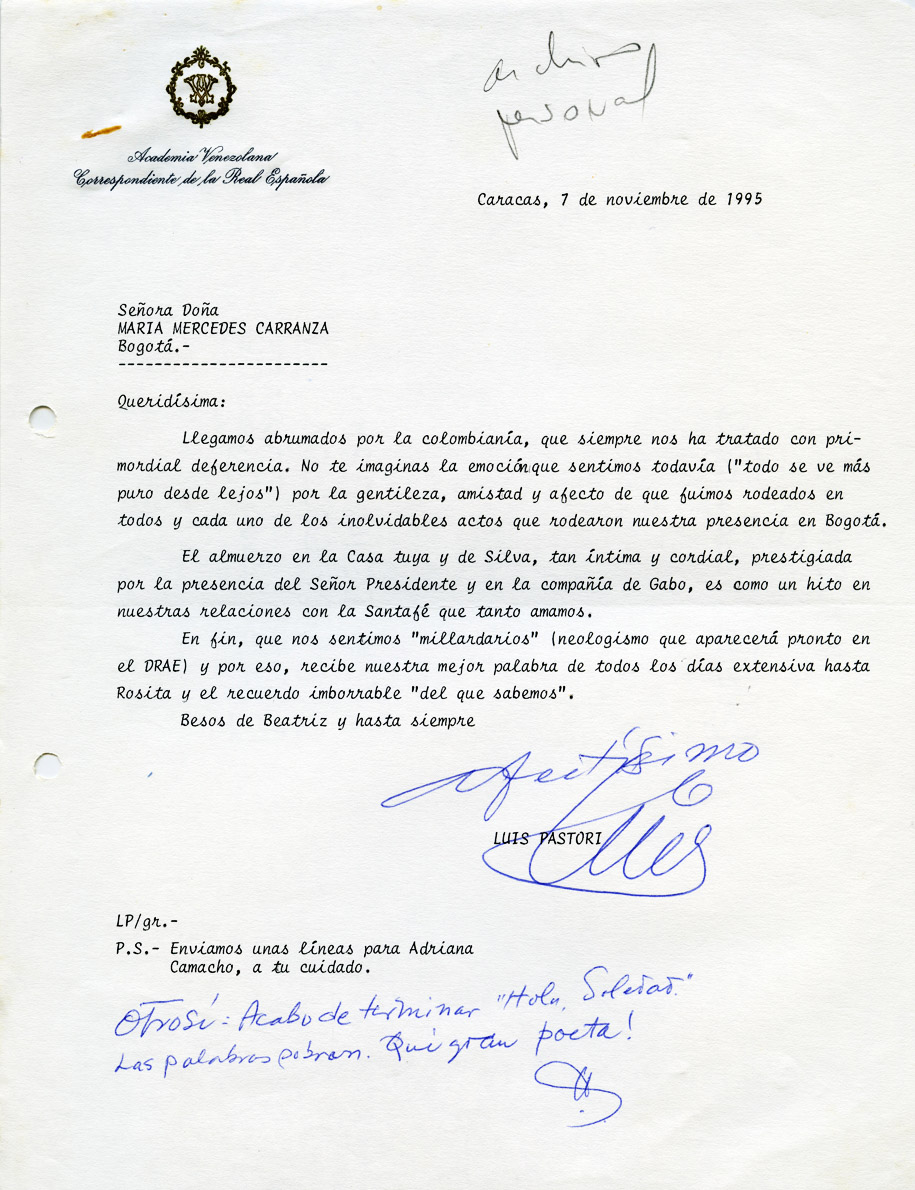 archivo
personal
Academia Venezolana
Correspondiente de la Real Española
Caracas, 7 de noviembre de 1995
Señora Doña
MARIA MERCEDES CARRANZA
Bogotá.-
-----------------------
Queridísima:
Llegamos abrumados por la colombianía, que siempre nos ha tratado con pri-
mordial deferencia. No te imaginas la emoción que sentimos todavía ("todo se ve más
puro desde lejos") por la gentileza, amistad y afecto de que fuimos rodeados en
todos y cada uno de los inolvidables actos que rodearon nuestra presencia en Bogotá.
El almuerzo en la Casa tuya y de Silva, tan íntima y cordial, prestigiada
por la presencia del Señor Presidente y en la compañía de Gabo, es como un hito en
nuestras relaciones con la Santafé que tanto amamos.
En fin, que nos sentimos "millardarios" (neologismo que aparecerá pronto en
el DRAE) y por eso, recibe nuestra mejor palabra de todos los días extensiva hasta
Rosita y el recuerdo imborrable "del que sabemos".
Besos de Beatriz y hasta siempre
afectísimo
LUIS PASTORI
LP/gr.-
P.S.- Enviamos unas líneas para Adriana
Camacho, a tu cuidado.
Otrosí: Acabo de terminar "Hola, Soledad."
Las palabras sobran. Qué gran poeta!